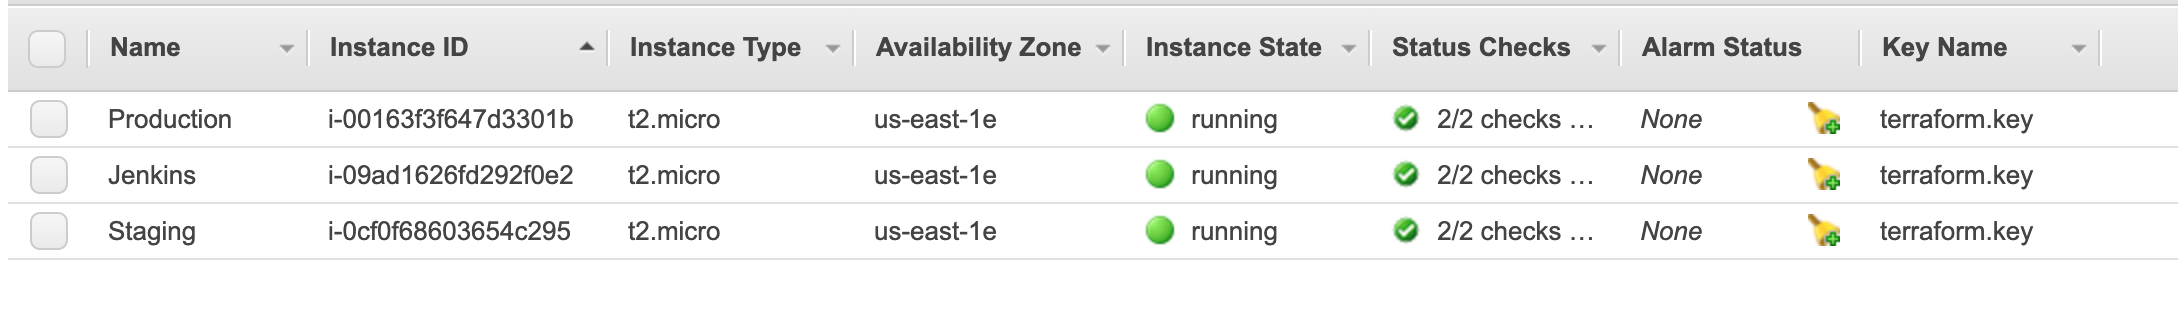 Name Instance ID Instance Type Availability Zone Instance State Status Checks Alarm Status Key Name
Production i-00163f3f647d3301b t2.micro us-east-1e running 2/2 checks … None terraform.key
Jenkins i-09ad1626fd292f0e2 t2.micro us-east-1e running 2/2 checks … None terraform.key
Staging i-0cf0f68603654c295 t2.micro us-east-1e running 2/2 checks … None terraform.key